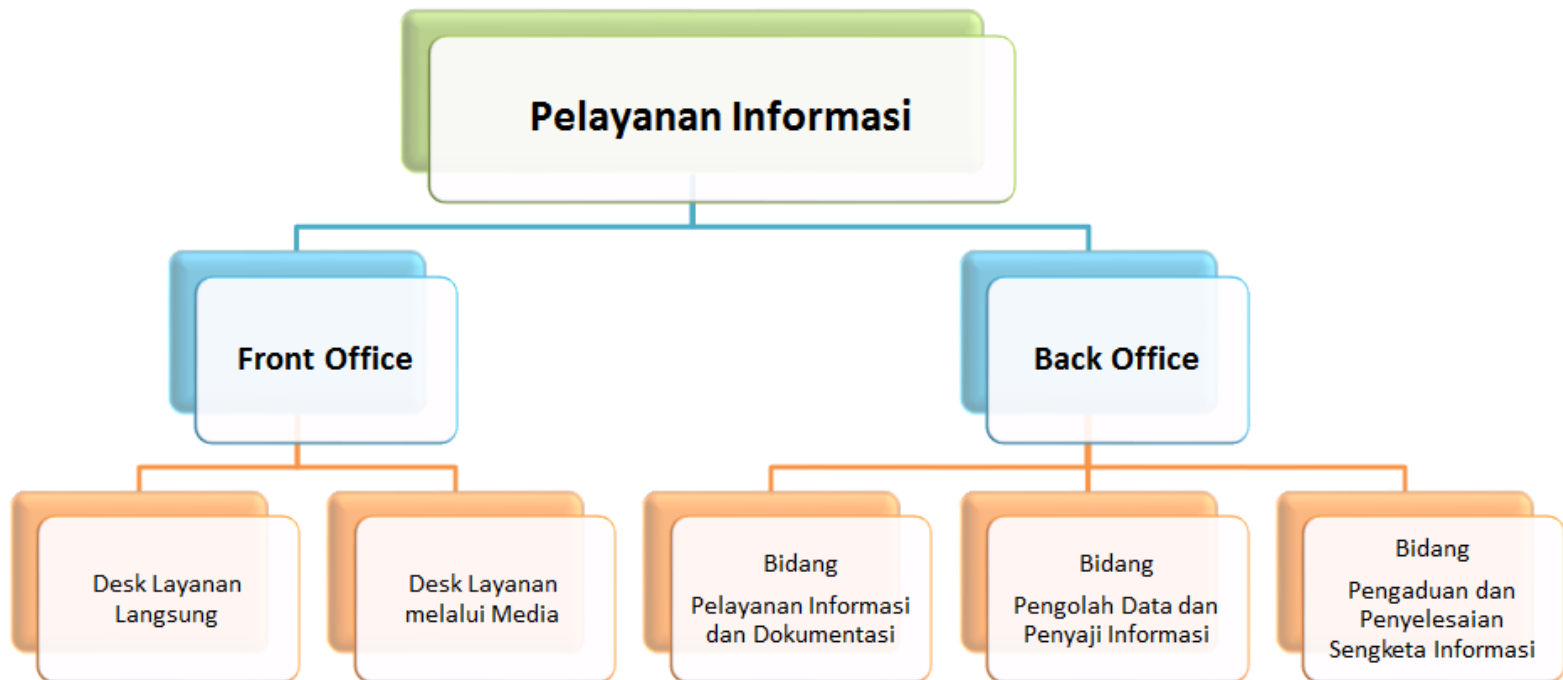 Pelayanan Informasi
Front Office
Back Office
Desk Layanan
Langsung
Desk Layanan
melalui Media
Bidang
Pelayanan Informasi
dan Dokumentasi
Bidang
Pengolah Data dan
Penyaji Informasi
Bidang
Pengaduan dan
Penyelesaian
Sengketa Informasi